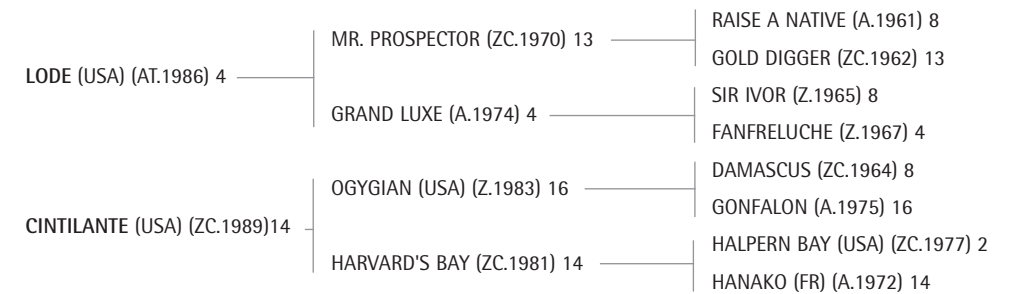 LODE (USA) (AT.1986) 4
MR. PROSPECTOR (ZC.1970) 13
RAISE A NATIVE (A.1961) 8
GOLD DIGGER (ZC.1962) 13
GRAND LUXE (A.1974) 4
SIR IVOR (Z.1965) 8
FANFRELUCHE (Z.1967) 4
CINTILANTE (USA) (ZC.1989)14
OGYGIAN (USA) (Z.1983) 16
DAMASCUS (ZC.1964) 8
GONFALON (A.1975) 16
HARVARD'S BAY (ZC.1981) 14
HALPERN BAY (USA) (ZC.1977) 2
HANAKO (FR) (A.1972) 14